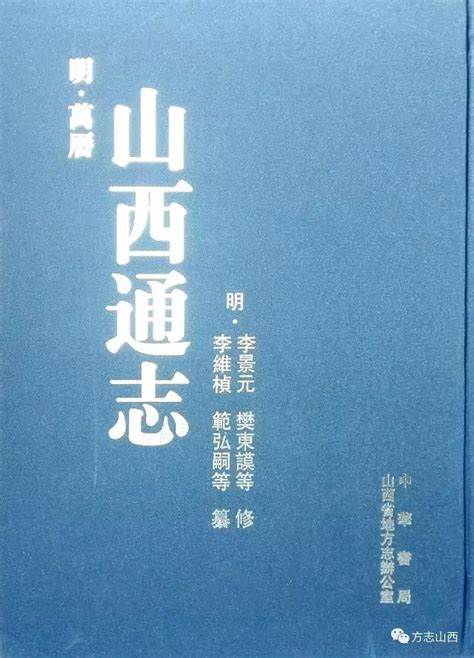 明·萬曆
山西通志
明·李景元 樊東謨等 修
李維楨 範弘嗣等 纂
中華書局
山西省地方志辦公室
方志山西